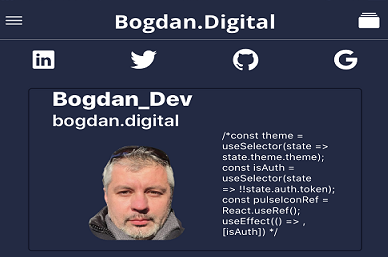 Bogdan.Digital
Bogdan_Dev
bogdan.digital
/*const theme =
useSelector(state =>
state.theme.theme);
const isAuth =
useSelector(state
=> !!state.auth.token);
const pulseIconRef =
React.useRef();
useEffect(() => ,
[isAuth]) */